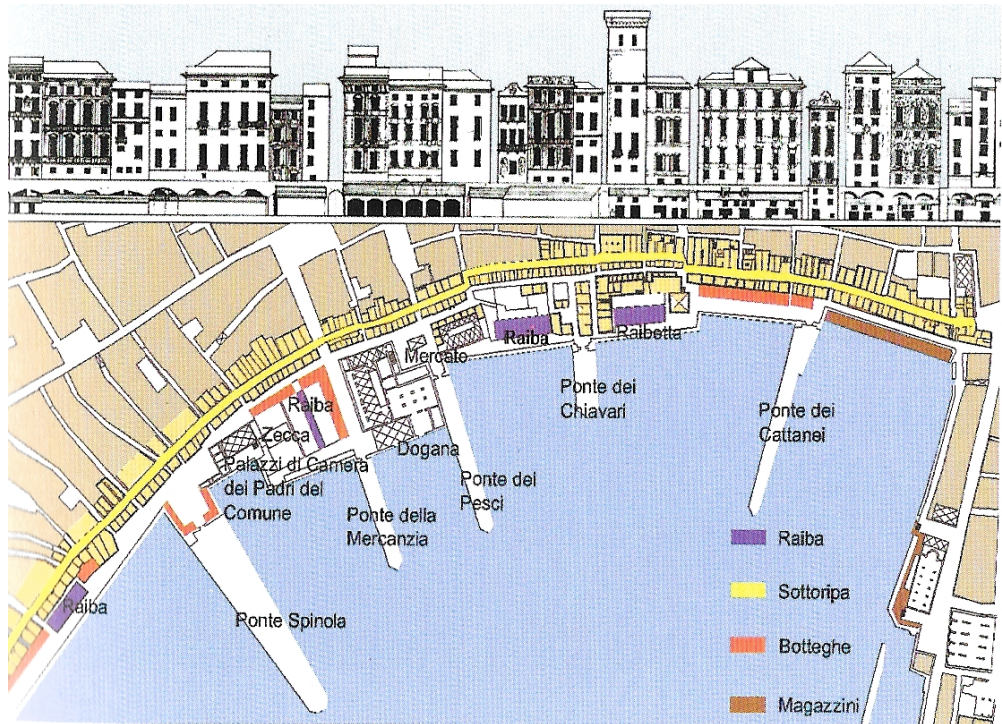 Mercato
Raiba
Raibetta
Ponte dei
Chiavari
Ponte dei
Cattanei
Raiba
Zecca
Dogana
Palazzi di Camera
dei Padri del
Comune
Ponte dei
Pesci
Ponte della
Mercanzia
Raiba
Ponte Spinola
Raiba
Sottoripa
Botteghe
Magazzini